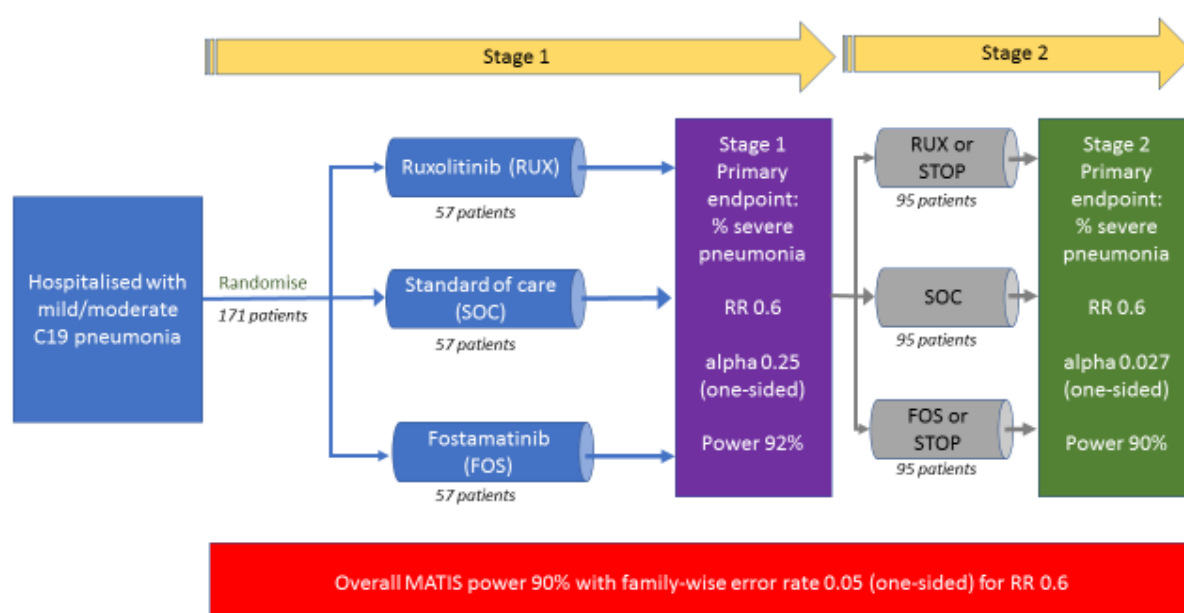 Stage 1
Stage 2
Hospitalised with
mild/moderate
C19 pneumonia
Randomise
171 patients
Ruxolitinib (RUX)
57 patients
Standard of care
(SOC)
57 patients
Fostamatinib
(FOS)
57 patients
Stage 1
Primary
endpoint:
% severe
pneumonia
RR 0.6
alpha 0.25
(one-sided)
Power 92%
RUX or
STOP
95 patients
SOC
95 patients
FOS or
STOP
95 patients
Stage 2
Primary
endpoint:
% severe
pneumonia
RR 0.6
alpha 0.027
(one-sided)
Power 90%
Overall MATIS power 90% with family-wise error rate 0.05 (one-sided) for RR 0.6